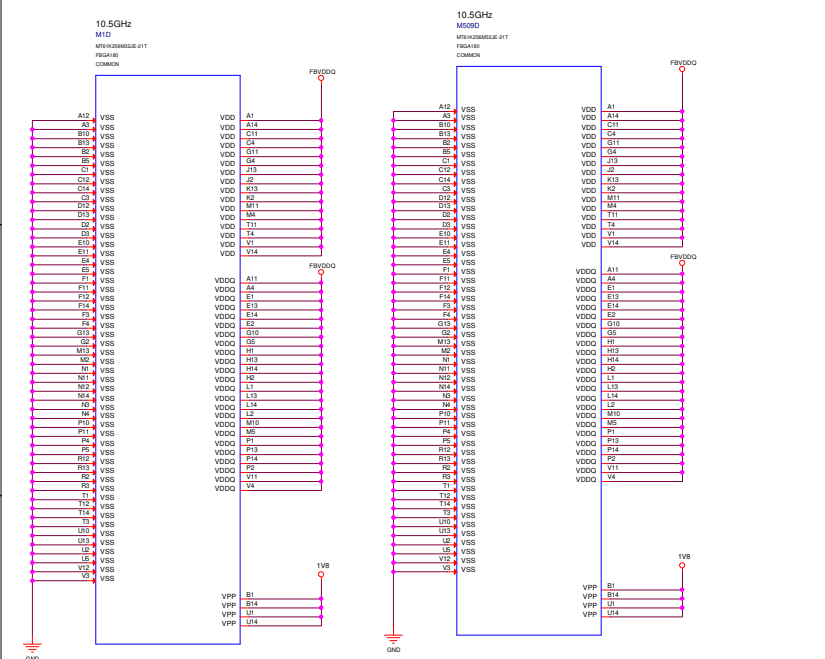 10.5GHz
M1D
MT61K256M32JE-21T
FBGA180
COMMON
FBVDDQ
A12 VSS VDD A1
A3 VSS VDD A14
B10 VSS VDD C11
B13 VSS VDD C4
B2 VSS VDD G11
B5 VSS VDD G4
C1 VSS VDD J13
C12 VSS VDD J2
C14 VSS VDD K13
C3 VSS VDD K2
D12 VSS VDD M11
D13 VSS VDD M4
D2 VSS VDD T11
D3 VSS VDD T4
E10 VSS VDD V1
E11 VSS VDD V14
E4 VSS
FBVDDQ
E5 VSS
F1 VSS VDDQ A11
F11 VSS VDDQ A4
F12 VSS VDDQ E1
F14 VSS VDDQ E13
F3 VSS VDDQ E14
F4 VSS VDDQ E2
G13 VSS VDDQ G10
G2 VSS VDDQ G5
M13 VSS VDDQ H1
M2 VSS VDDQ H13
N1 VSS VDDQ H14
N11 VSS VDDQ H2
N12 VSS VDDQ L1
N14 VSS VDDQ L13
N3 VSS VDDQ L14
N4 VSS VDDQ L2
P10 VSS VDDQ M10
P11 VSS VDDQ M5
P4 VSS VDDQ P1
P5 VSS VDDQ P13
R12 VSS VDDQ P14
R13 VSS VDDQ P2
R2 VSS VDDQ V11
R3 VSS VDDQ V4
T1 VSS
T12 VSS
T14 VSS
T3 VSS
U10 VSS
U13 VSS
U2 VSS
U5 VSS
V12 VSS
V3 VSS
1V8
VPP B1
VPP B14
VPP U1
VPP U14
GND
10.5GHz
M509D
MT61K256M32JE-21T
FBGA180
COMMON
FBVDDQ
A12 VSS VDD A1
A3 VSS VDD A14
B10 VSS VDD C11
B13 VSS VDD C4
B2 VSS VDD G11
B5 VSS VDD G4
C1 VSS VDD J13
C12 VSS VDD J2
C14 VSS VDD K13
C3 VSS VDD K2
D12 VSS VDD M11
D13 VSS VDD M4
D2 VSS VDD T11
D3 VSS VDD T4
E10 VSS VDD V1
E11 VSS VDD V14
E4 VSS
FBVDDQ
E5 VSS
F1 VSS VDDQ A11
F11 VSS VDDQ A4
F12 VSS VDDQ E1
F14 VSS VDDQ E13
F3 VSS VDDQ E14
F4 VSS VDDQ E2
G13 VSS VDDQ G10
G2 VSS VDDQ G5
M13 VSS VDDQ H1
M2 VSS VDDQ H13
N1 VSS VDDQ H14
N11 VSS VDDQ H2
N12 VSS VDDQ L1
N14 VSS VDDQ L13
N3 VSS VDDQ L14
N4 VSS VDDQ L2
P10 VSS VDDQ M10
P11 VSS VDDQ M5
P4 VSS VDDQ P1
P5 VSS VDDQ P13
R12 VSS VDDQ P14
R13 VSS VDDQ P2
R2 VSS VDDQ V11
R3 VSS VDDQ V4
T1 VSS
T12 VSS
T14 VSS
T3 VSS
U10 VSS
U13 VSS
U2 VSS
U5 VSS
V12 VSS
V3 VSS
1V8
VPP B1
VPP B14
VPP U1
VPP U14
GND